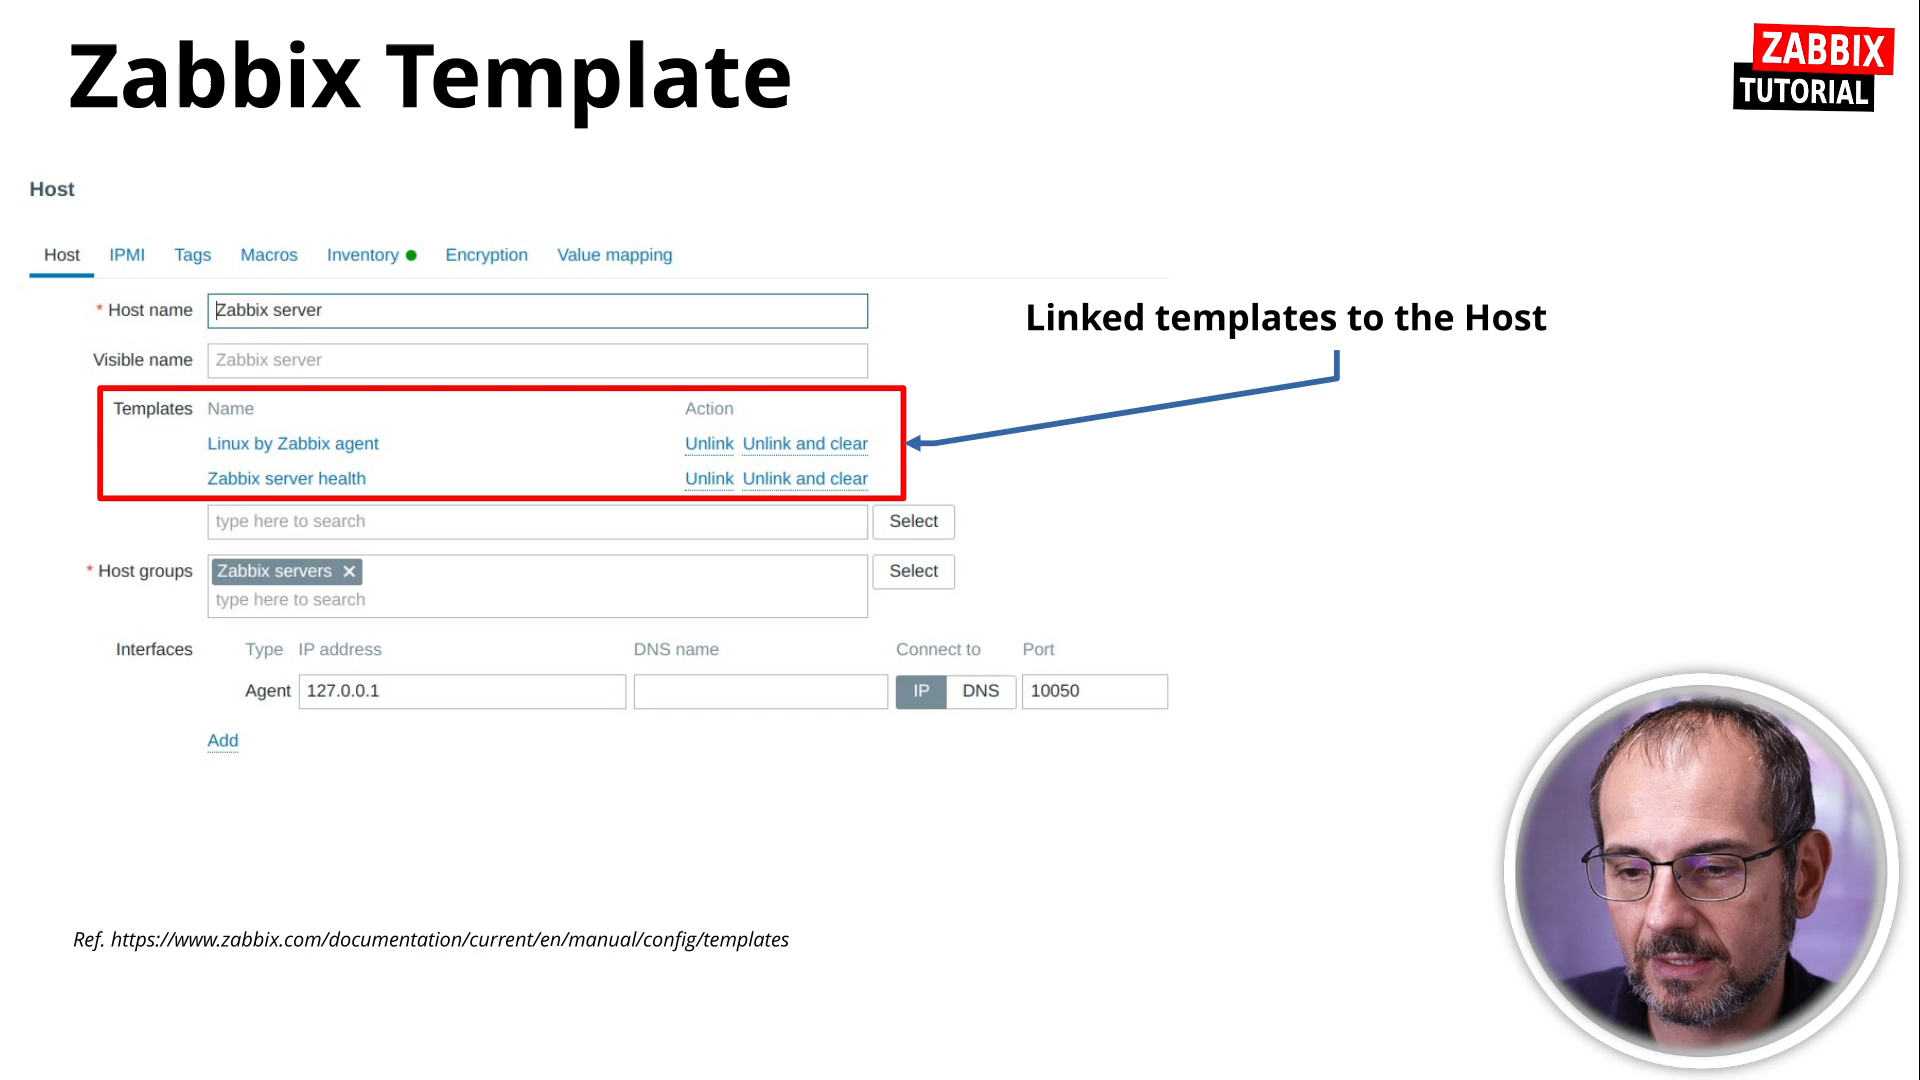 Zabbix Template
ZABBIX
TUTORIAL
Host
Host IPMI Tags Macros Inventory Encryption Value mapping
* Host name Zabbix server
Visible name Zabbix server
Linked templates to the Host
Templates Name Action
Linux by Zabbix agent Unlink Unlink and clear
Zabbix server health Unlink Unlink and clear
type here to search Select
* Host groups Zabbix servers ✕ Select
type here to search
Interfaces Type IP address DNS name Connect to Port
Agent 127.0.0.1 IP DNS 10050
Add
Ref. https://www.zabbix.com/documentation/current/en/manual/config/templates